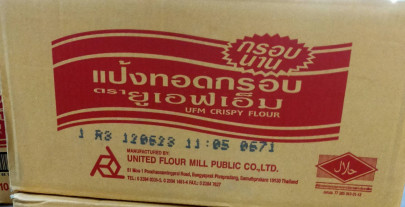 กรอบ
นาน
แป้งทอดกรอบ
ตรา ยูเอฟเอ็ม
UFM CRISPY FLOUR
1 R3 120623 11:05 0671
MANUFACTURED BY:
UNITED FLOUR MILL PUBLIC CO.,LTD.